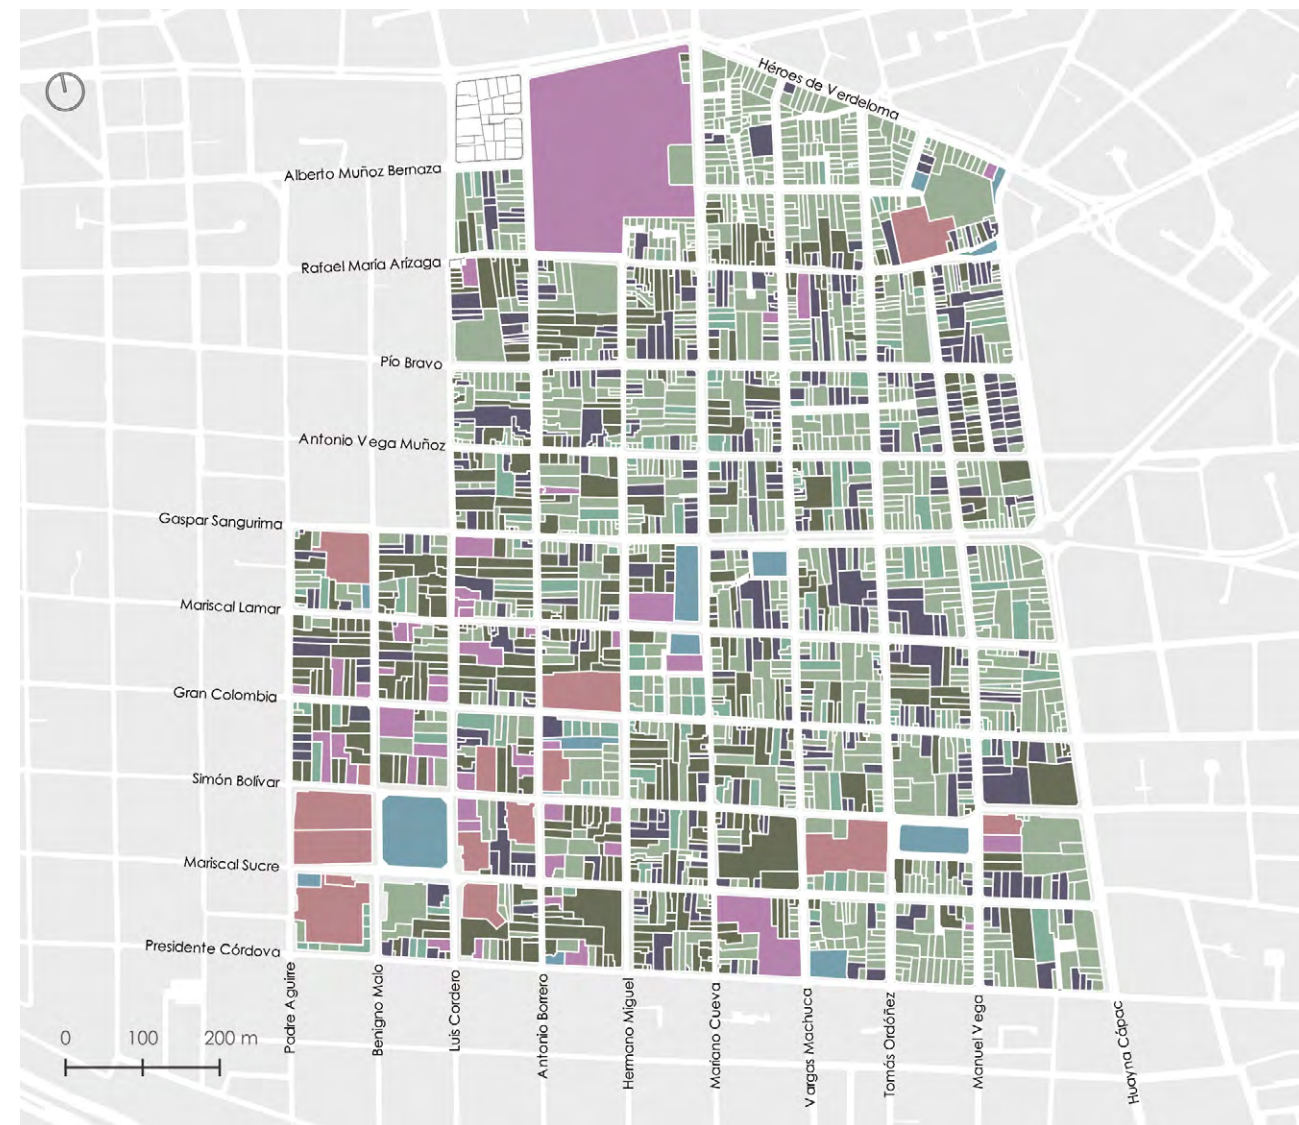 Héroes de Verdeloma
Alberto Muñoz Bernaza
Rafael María Arízaga
Pío Bravo
Antonio Vega Muñoz
Gaspar Sangurima
Mariscal Lamar
Gran Colombia
Simón Bolívar
Mariscal Sucre
Presidente Córdova
Padre Aguirre
Benigno Malo
Luis Cordero
Antonio Borrero
Hermano Miguel
Mariano Cueva
Vargas Machuca
Tomás Ordóñez
Manuel Vega
Huayna Cápac
0 100 200 m